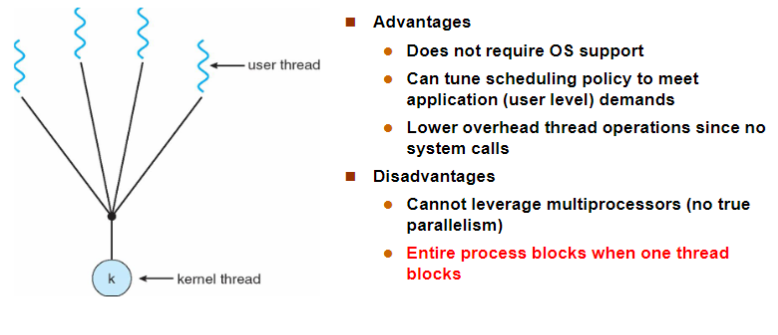 Advantages
Does not require OS support
user thread
Can tune scheduling policy to meet
application (user level) demands
Lower overhead thread operations since no
system calls
Disadvantages
Cannot leverage multiprocessors (no true
parallelism)
Entire process blocks when one thread
blocks
k
kernel thread